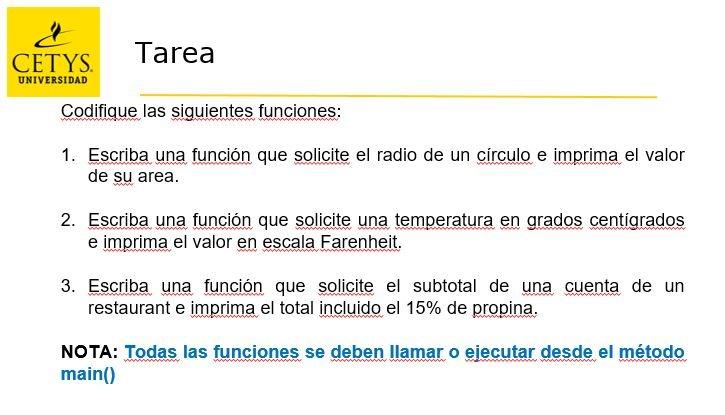 CETYS
UNIVERSIDAD
Tarea
Codifique las siguientes funciones:
1. Escriba una función que solicite el radio de un círculo e imprima el valor
de su area.
2. Escriba una función que solicite una temperatura en grados centígrados
e imprima el valor en escala Farenheit.
3. Escriba una función que solicite el subtotal de una cuenta de un
restaurant e imprima el total incluido el 15% de propina.
NOTA: Todas las funciones se deben llamar o ejecutar desde el método
main()